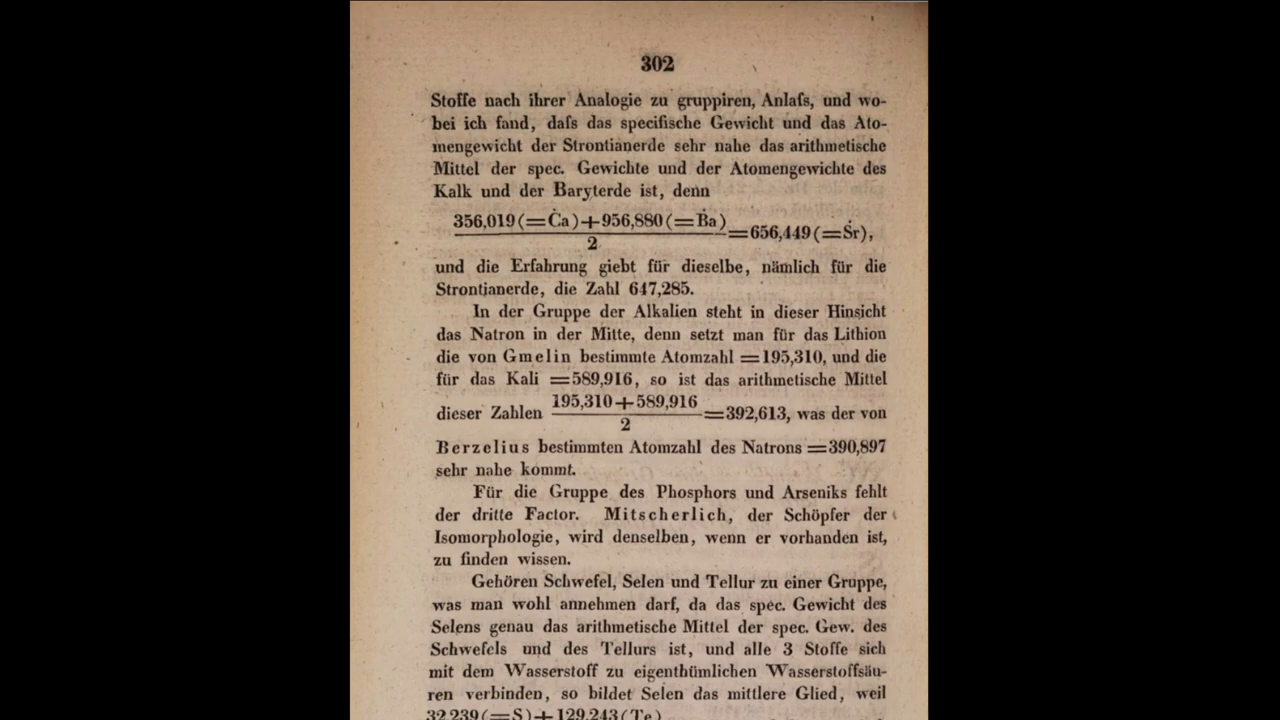 302
Stoffe nach ihrer Analogie zu gruppiren, Anlaſs, und wo-
bei ich fand, daſs das specifische Gewicht und das Ato-
mengewicht der Strontianerde sehr nahe das arithmetische
Mittel der spec. Gewichte und der Atomengewichte des
Kalk und der Baryterde ist, denn
356,019(=Ċa)+956,880(=Ḃa)
2
=656,449(=Ṡr),
und die Erfahrung giebt für dieselbe, nämlich für die
Strontianerde, die Zahl 647,285.
In der Gruppe der Alkalien steht in dieser Hinsicht
das Natron in der Mitte, denn setzt man für das Lithion
die von Gmelin bestimmte Atomzahl =195,310, und die
für das Kali =589,916, so ist das arithmetische Mittel
dieser Zahlen 195,310+589,916
2
=392,613, was der von
Berzelius bestimmten Atomzahl des Natrons =390,897
sehr nahe kommt.
Für die Gruppe des Phosphors und Arseniks fehlt
der dritte Factor. Mitscherlich, der Schöpfer der
Isomorphologie, wird denselben, wenn er vorhanden ist,
zu finden wissen.
Gehören Schwefel, Selen und Tellur zu einer Gruppe,
was man wohl annehmen darf, da das spec. Gewicht des
Selens genau das arithmetische Mittel der spec. Gew. des
Schwefels und des Tellurs ist, und alle 3 Stoffe sich
mit dem Wasserstoff zu eigenthümlichen Wasserstoffsäu-
ren verbinden, so bildet Selen das mittlere Glied, weil
32,239(=S)+129,243(Te)